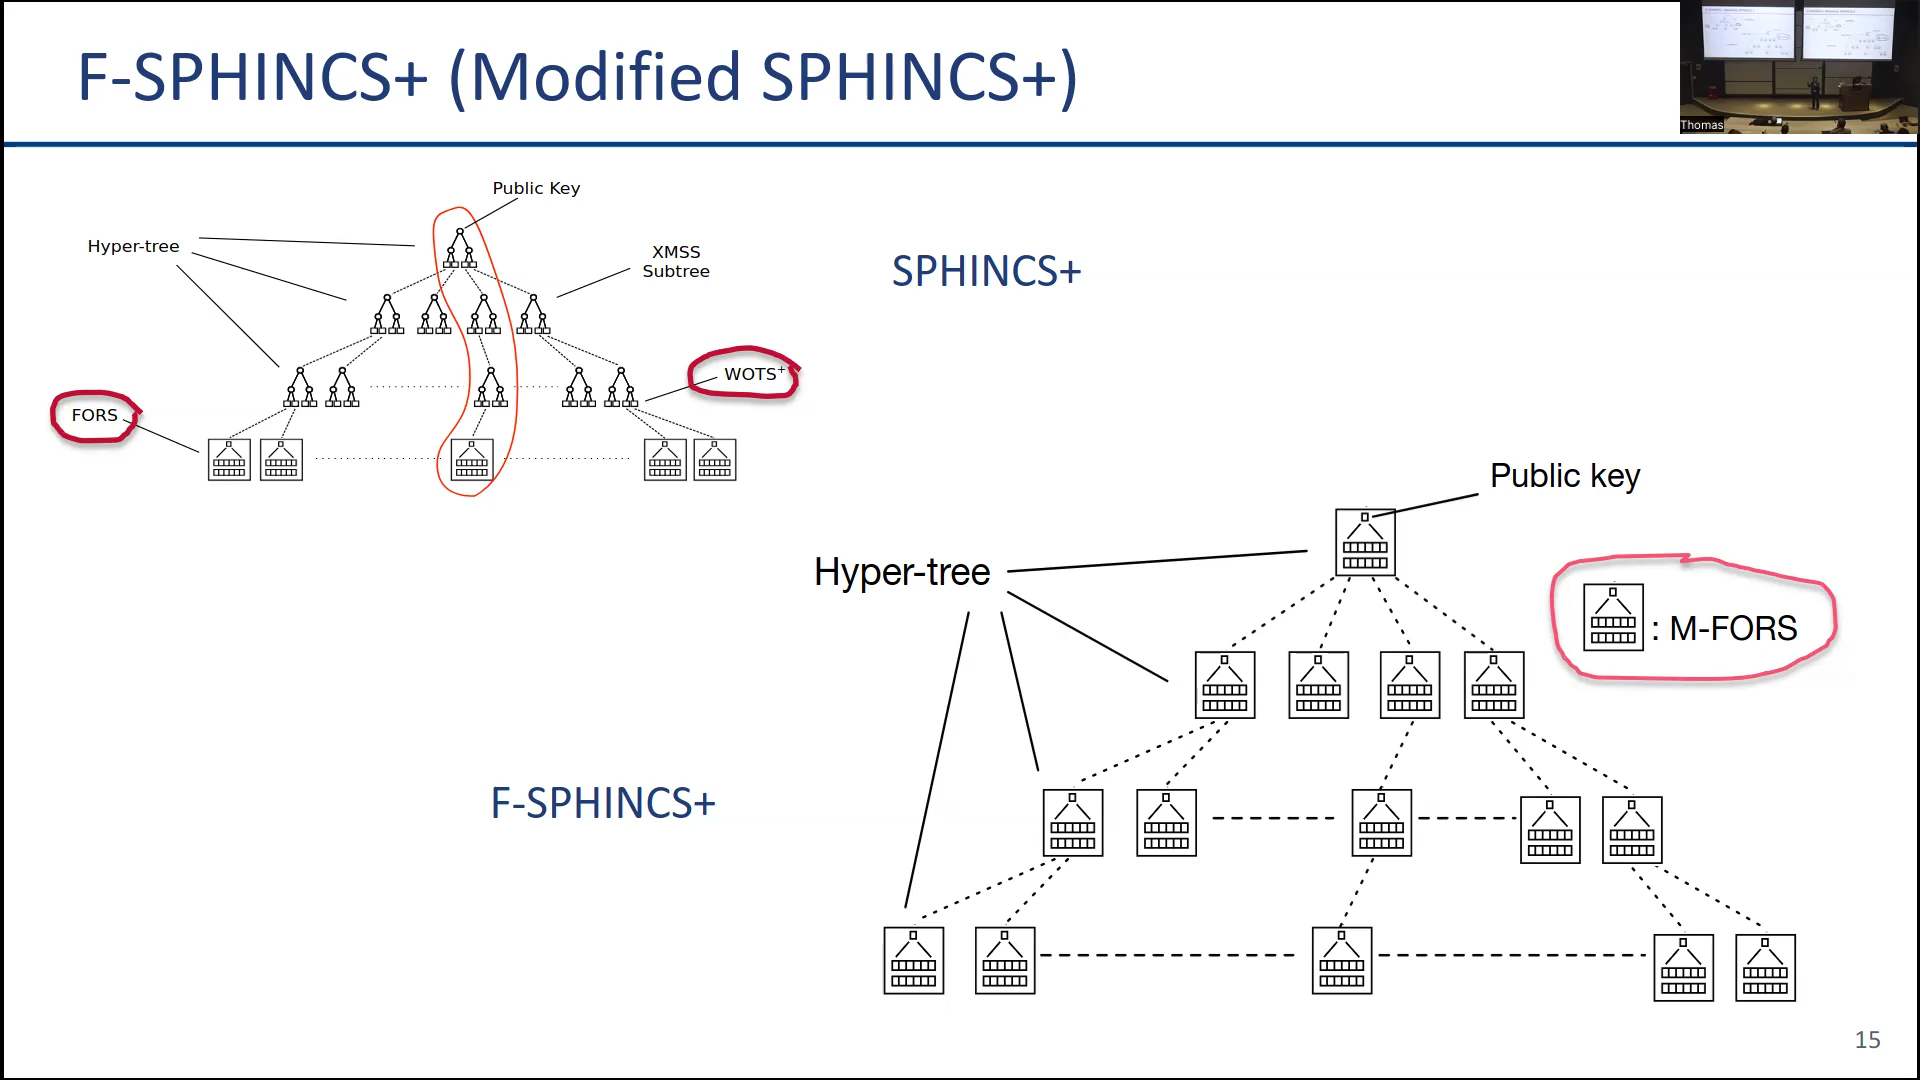 F-SPHINCS+ (Modified SPHINCS+)
Thomas
Public Key
Hyper-tree
XMSS
Subtree
SPHINCS+
WOTS+
FORS
Public key
Hyper-tree
: M-FORS
F-SPHINCS+
15